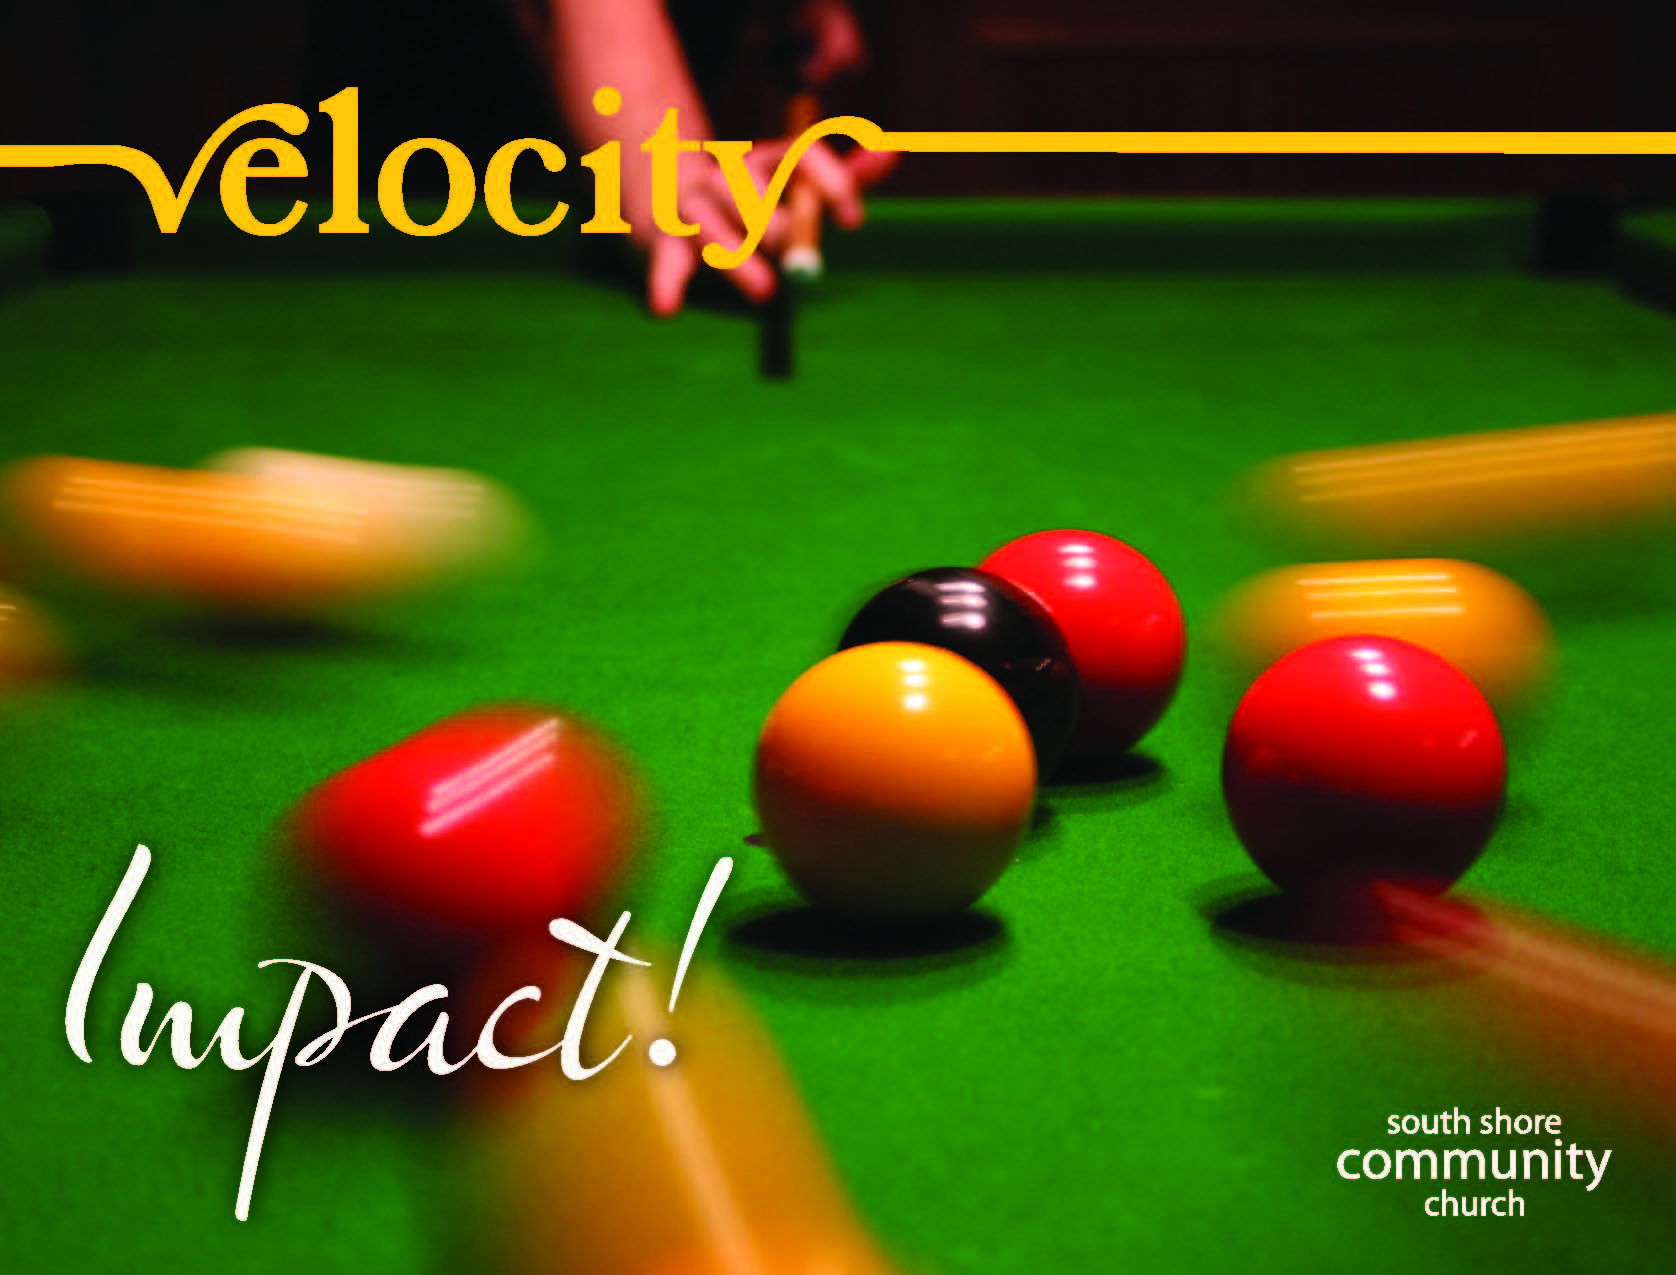 velocity
Impact!
south shore
community
church